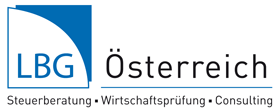 LBG Österreich
Steuerberatung ▪ Wirtschaftsprüfung ▪ Consulting